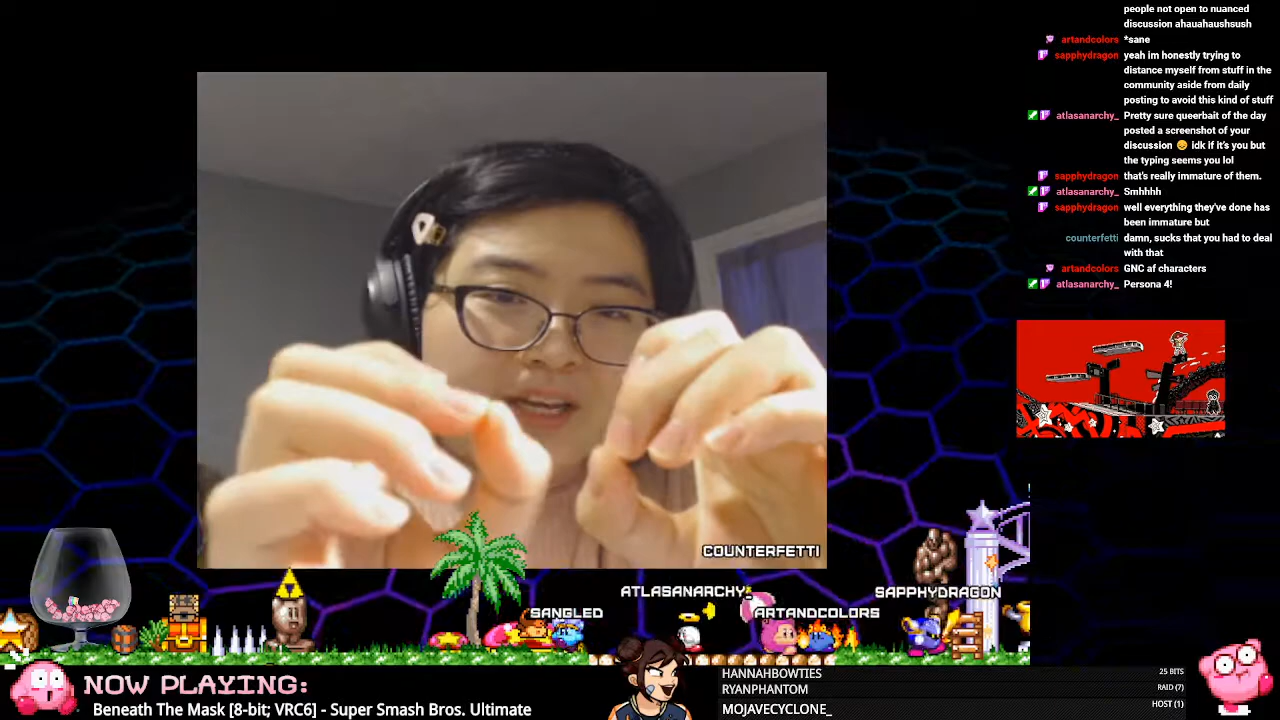 people not open to nuanced
discussion ahauahaushsush
artandcolors *sane
sapphydragon yeah im honestly trying to
distance myself from stuff in the
community aside from daily
posting to avoid this kind of stuff
atlasanarchy_ Pretty sure queerbait of the day
posted a screenshot of your
discussion 😞 idk if it's you but
the typing seems you lol
sapphydragon that's really immature of them.
atlasanarchy_ Smhhhh
sapphydragon well everything they've done has
been immature but
counterfetti damn, sucks that you had to deal
with that
artandcolors GNC af characters
atlasanarchy_ Persona 4!
COUNTERFETTI
ATLASANARCHY_
SAPPHYDRAGON
SANGLED
ARTANDCOLORS
NOW PLAYING:
Beneath The Mask [8-bit; VRC6] - Super Smash Bros. Ultimate
HANNAHBOWTIES 25 BITS
RYANPHANTOM RAID (7)
MOJAVECYCLONE_ HOST (1)